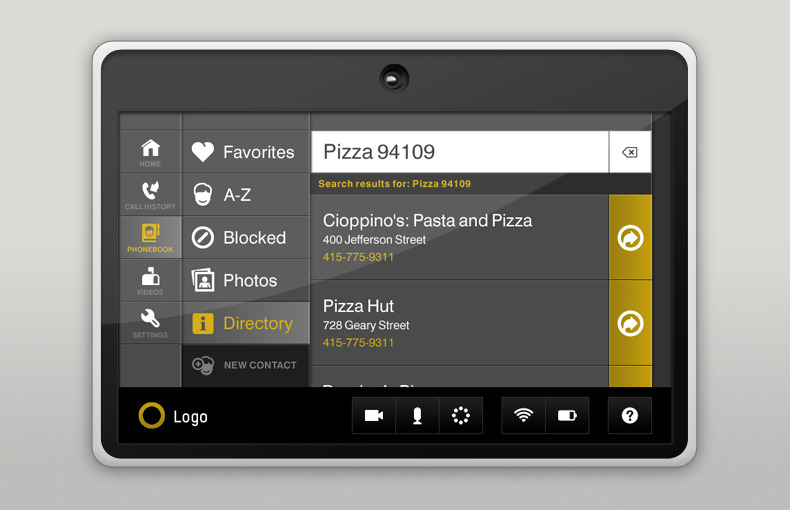 HOME
CALL HISTORY
PHONEBOOK
VIDEOS
SETTINGS
Favorites
A-Z
Blocked
Photos
Directory
NEW CONTACT
Pizza 94109
Search results for: Pizza 94109
Cioppino's: Pasta and Pizza
400 Jefferson Street
415-775-9311
Pizza Hut
728 Geary Street
415-775-9311
Logo